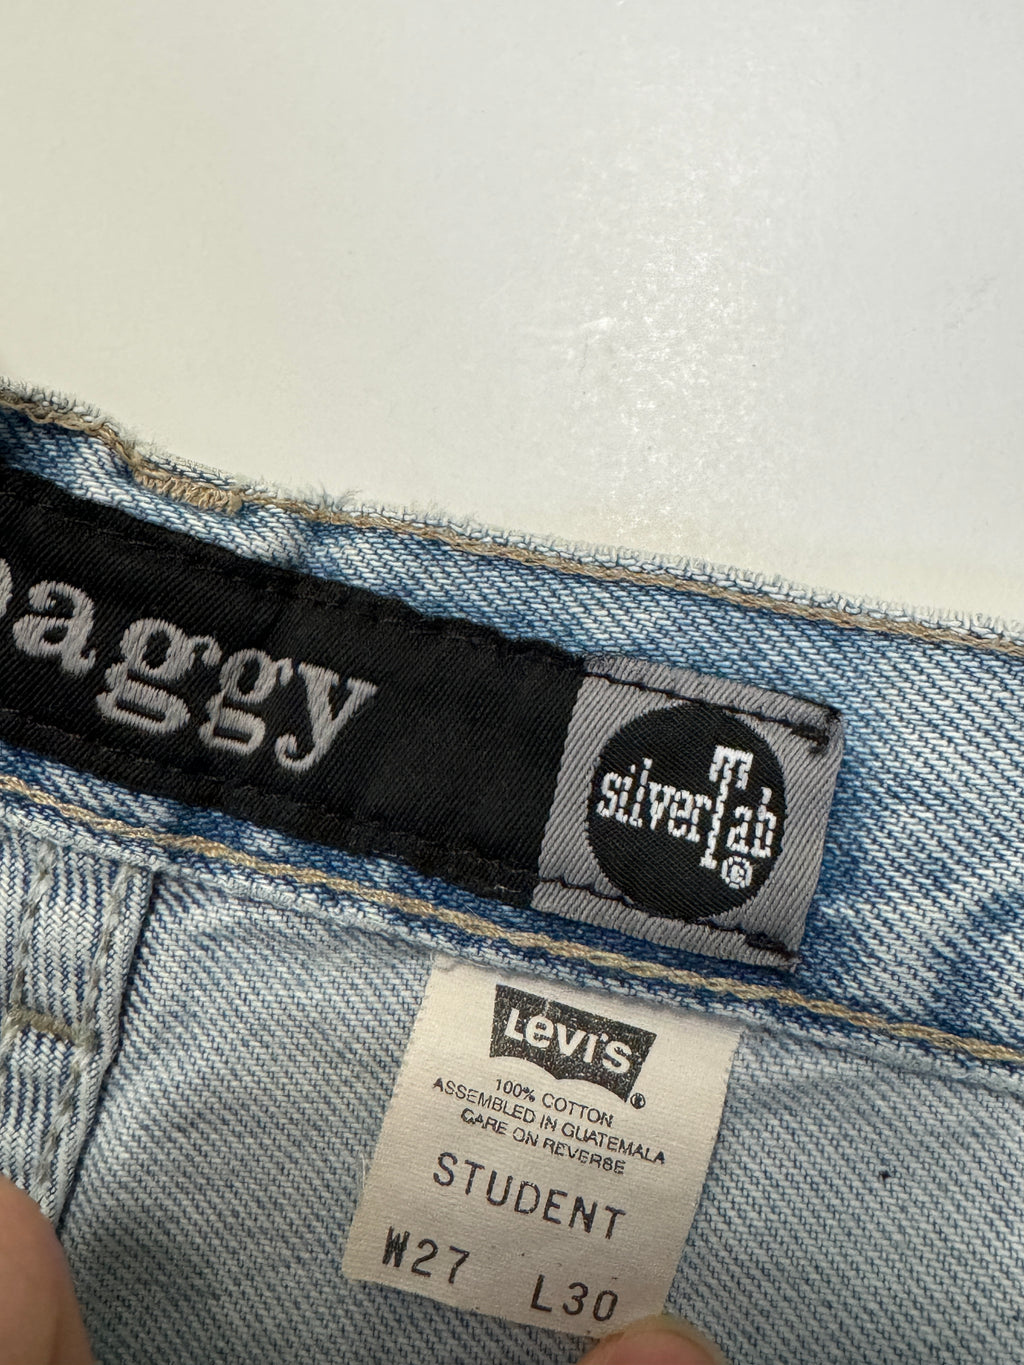 baggy
silverTab®
Levi's®
100% COTTON
ASSEMBLED IN GUATEMALA
CARE ON REVERSE
STUDENT
W27 L30